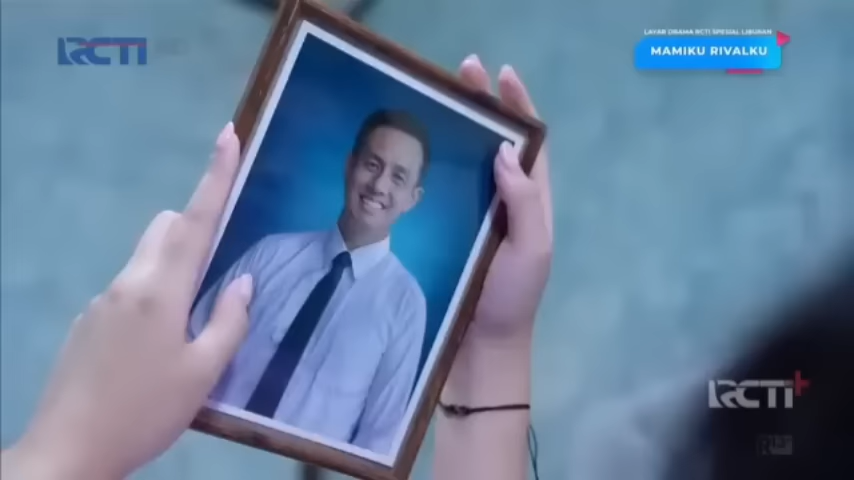 RCTI
LAYAR DRAMA RCTI SPESIAL LIBURAN
MAMIKU RIVALKU
RCTI+